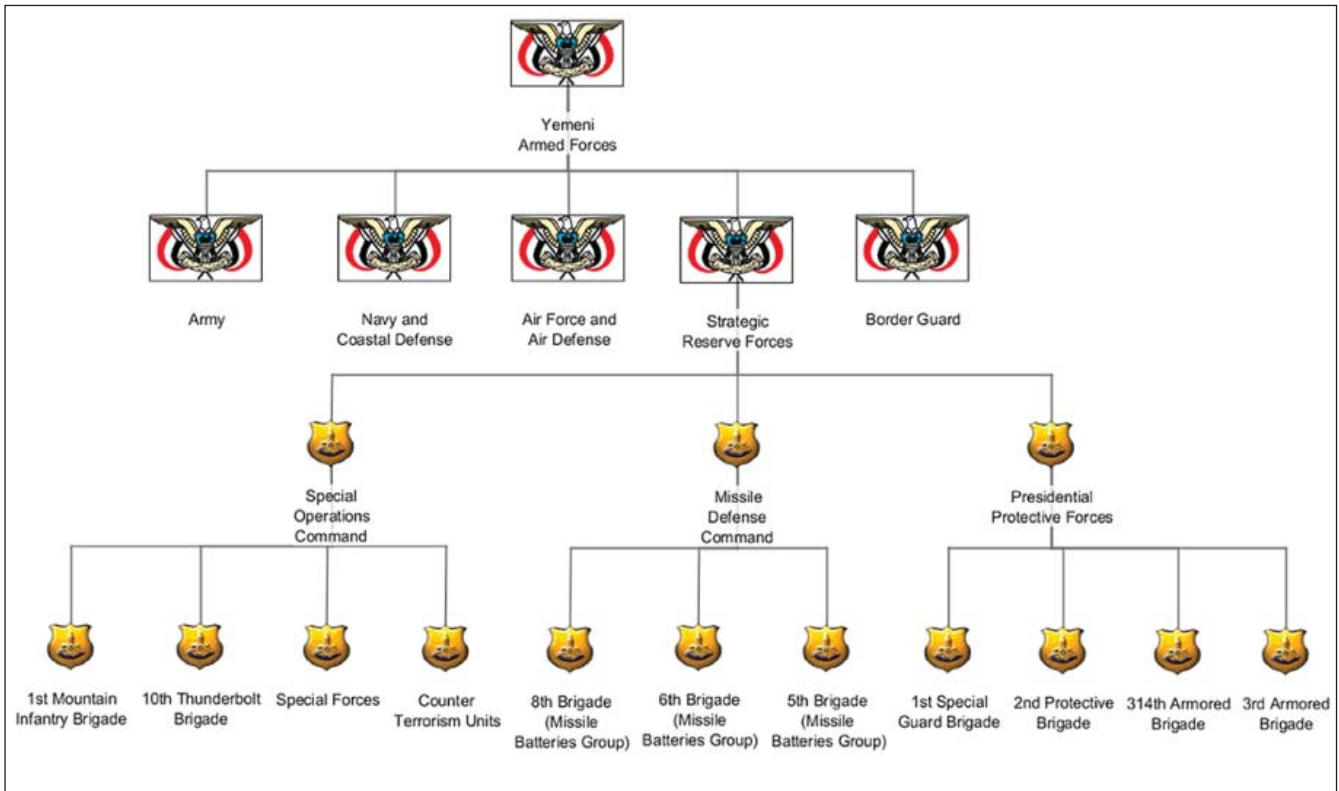 Yemeni
Armed Forces
Army
Navy and
Coastal Defense
Air Force and
Air Defense
Strategic
Reserve Forces
Border Guard
Special
Operations
Command
Missile
Defense
Command
Presidential
Protective Forces
1st Mountain
Infantry Brigade
10th Thunderbolt
Brigade
Special Forces
Counter
Terrorism Units
8th Brigade
(Missile
Batteries Group)
6th Brigade
(Missile
Batteries Group)
5th Brigade
(Missile
Batteries Group)
1st Special
Guard Brigade
2nd Protective
Brigade
314th Armored
Brigade
3rd Armored
Brigade